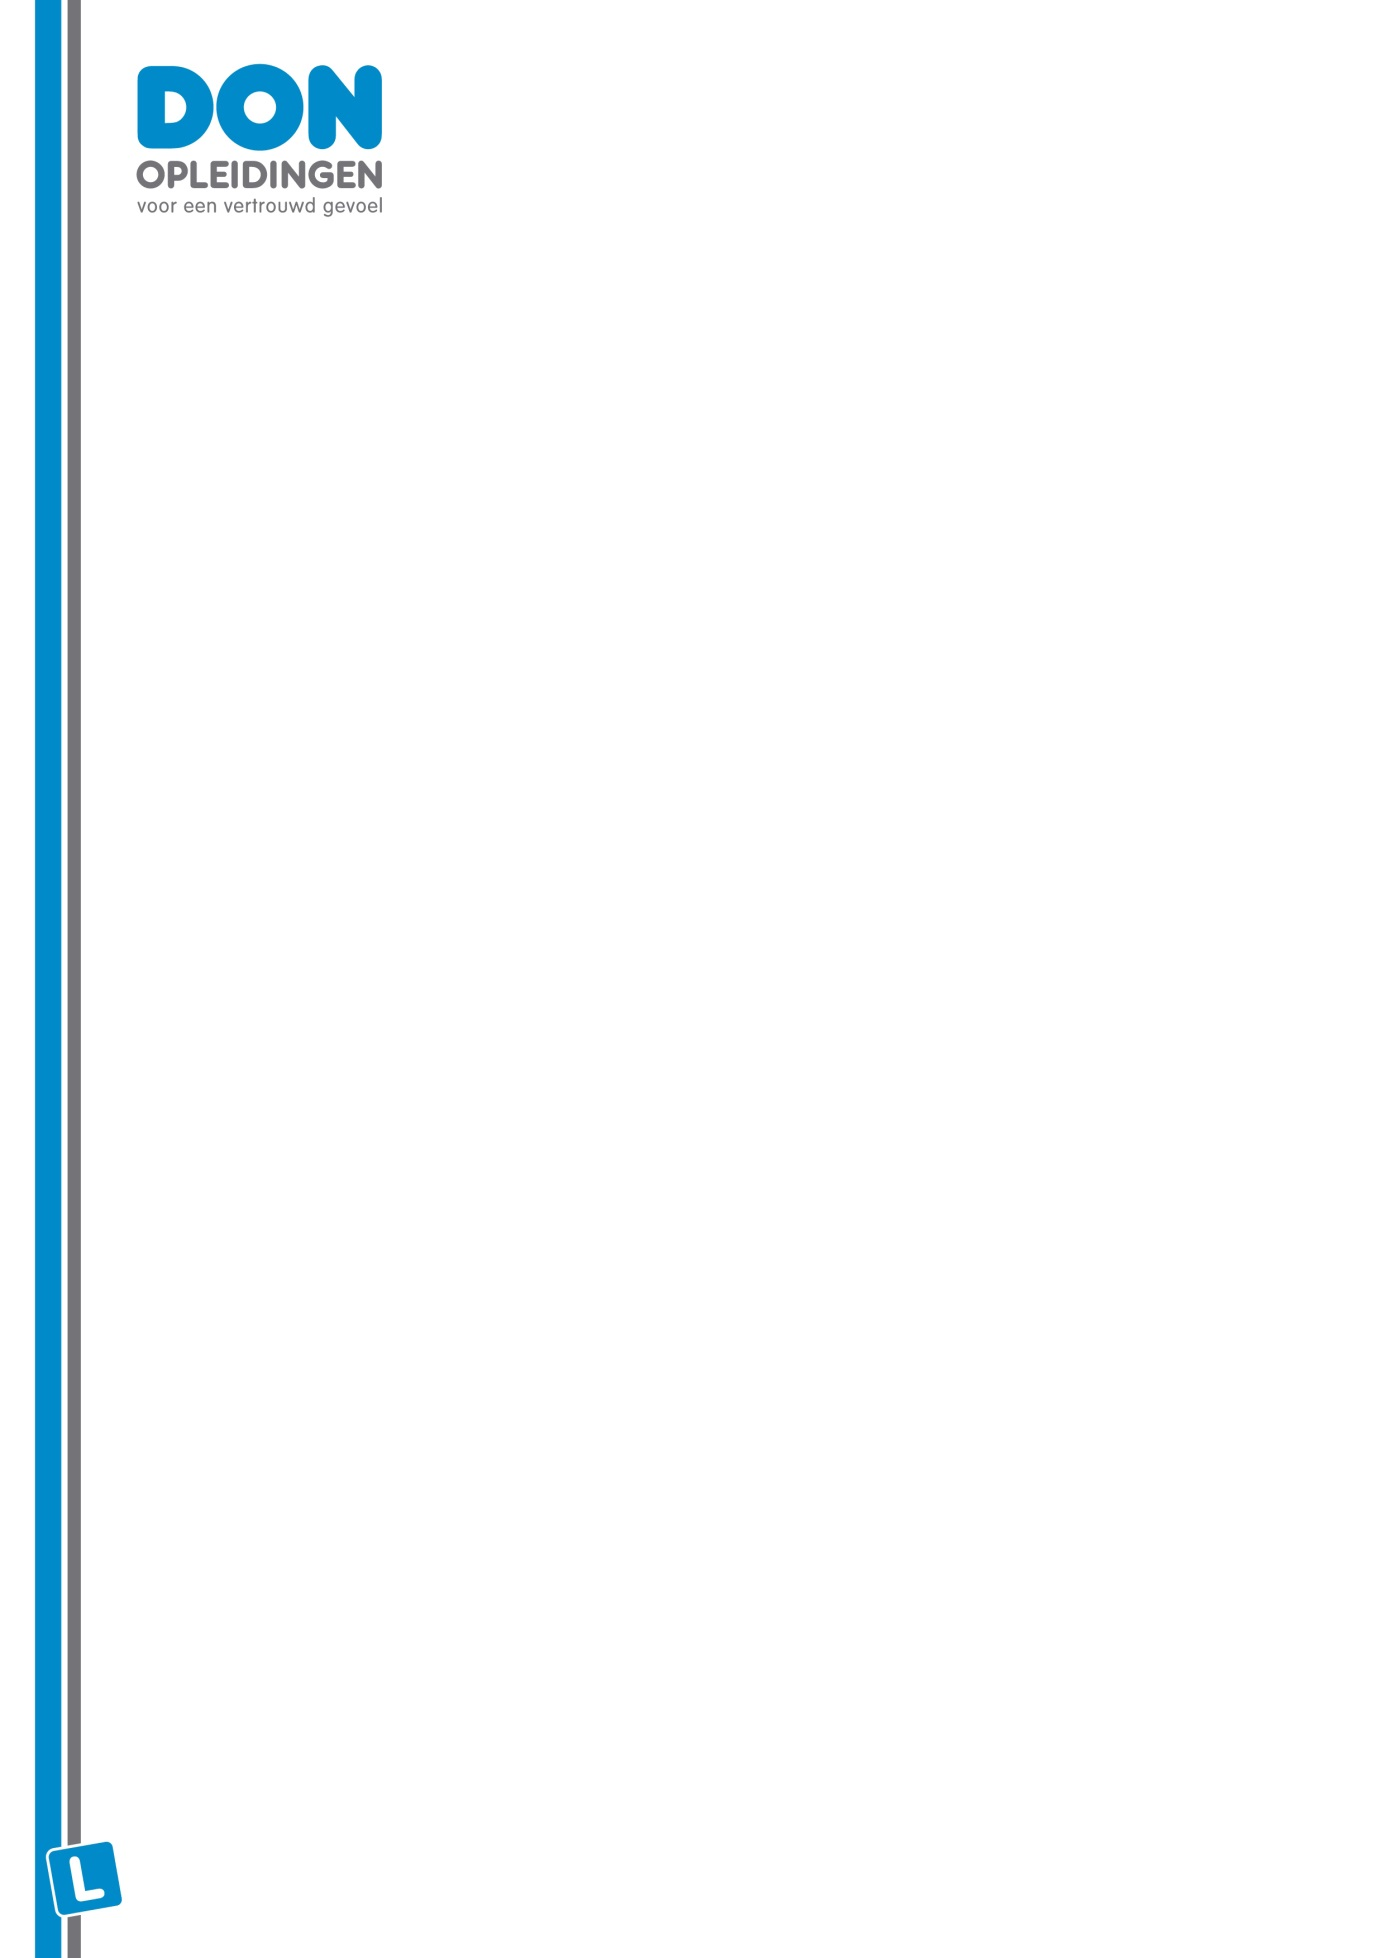 DON
OPLEIDINGEN
voor een vertrouwd gevoel
L